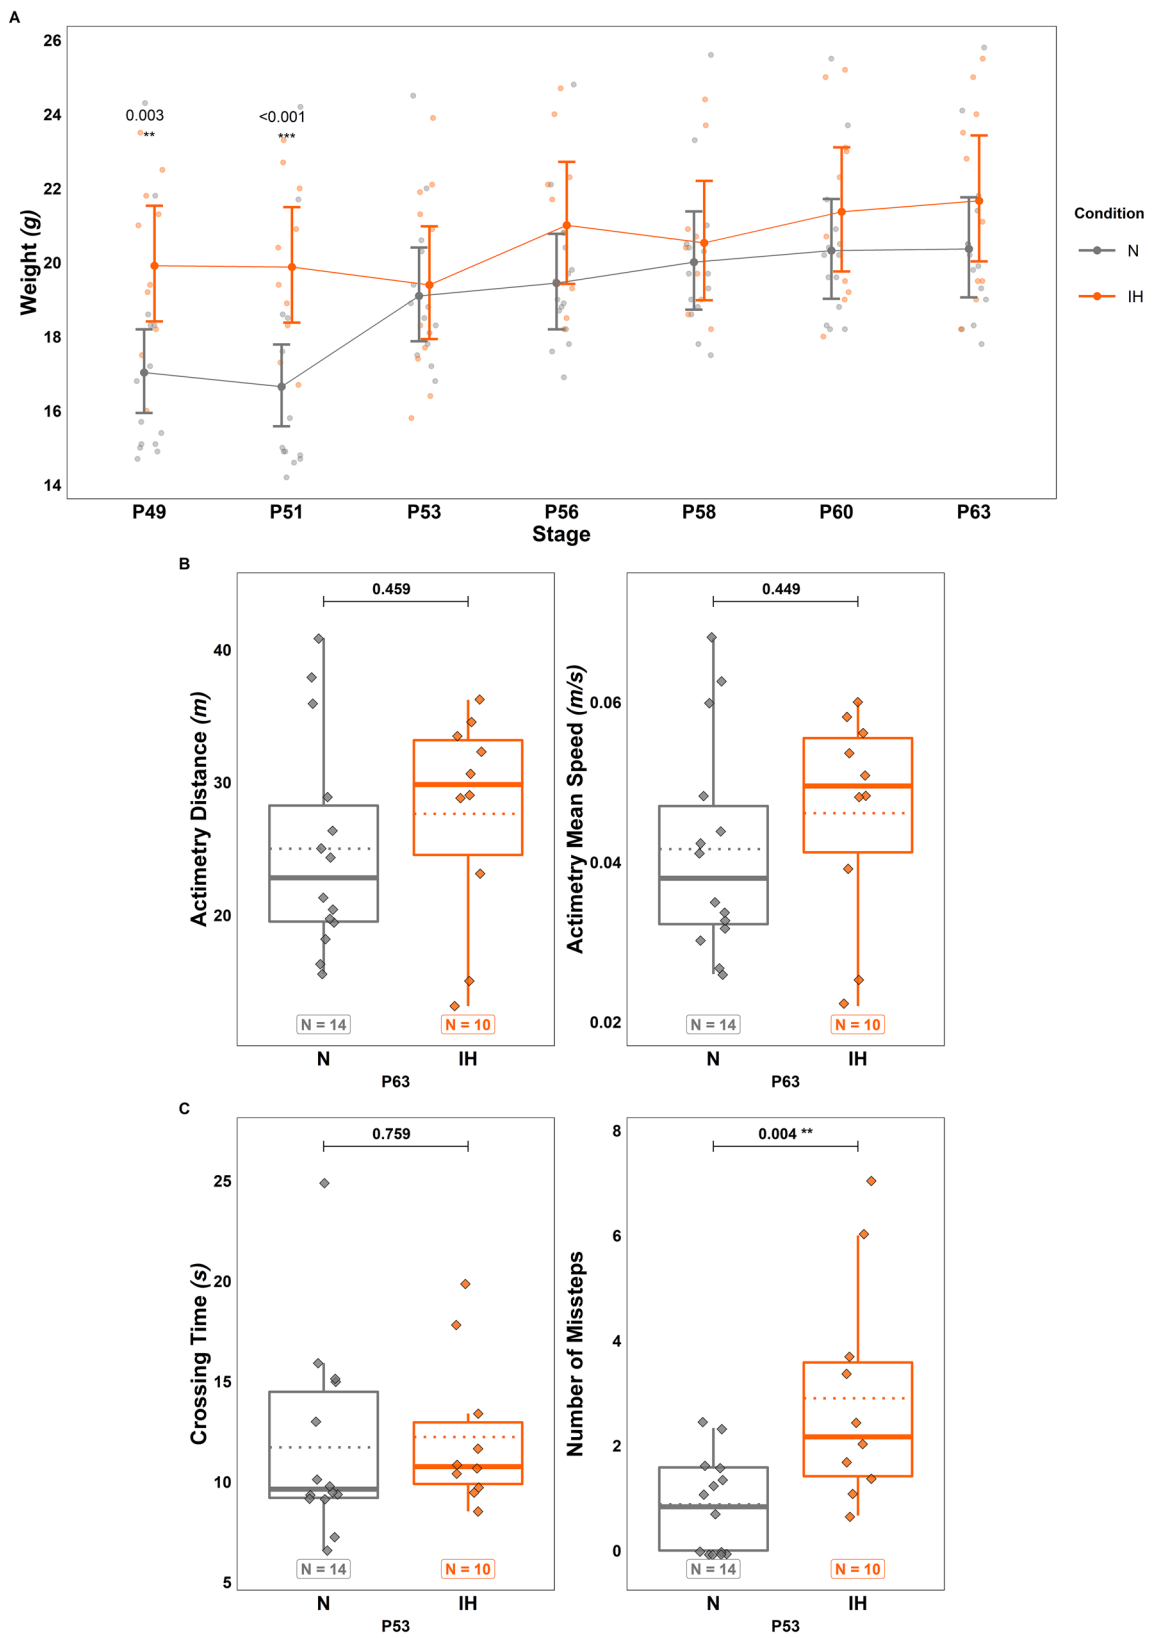 A
26
24
22
20
18
16
14
Weight (g)
0.003
**
<0.001
***
P49 P51 P53 P56 P58 P60 P63
Stage
Condition
N
IH
B
0.459
40
30
20
Actimetry Distance (m)
N = 14 N = 10
N IH
P63
0.449
0.06
0.04
0.02
Actimetry Mean Speed (m/s)
N = 14 N = 10
N IH
P63
C
0.759
25
20
15
10
5
Crossing Time (s)
N = 14 N = 10
N IH
P53
0.004 **
8
6
4
2
0
Number of Missteps
N = 14 N = 10
N IH
P53